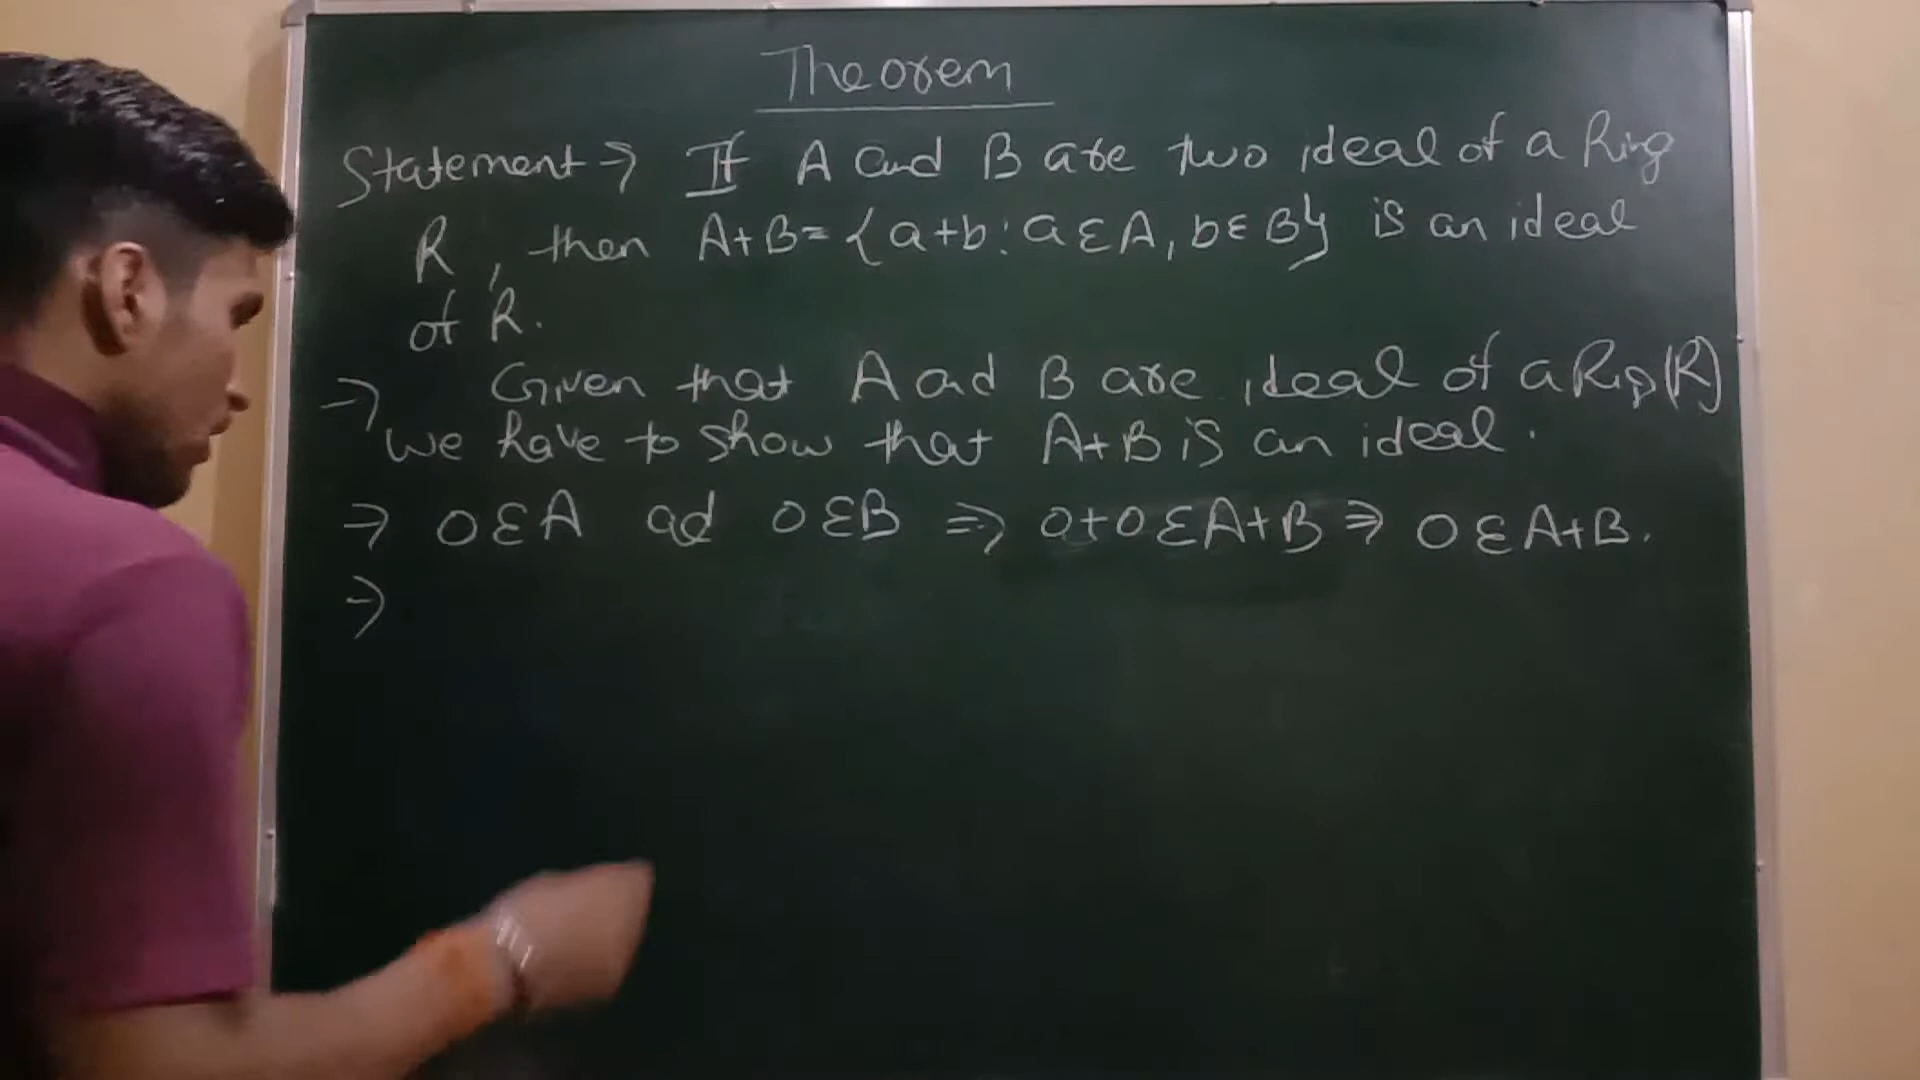 Theorem
Statement → If A and B are two ideal of a Ring
R, then A+B={a+b:a∈A, b∈B} is an ideal
of R.
→ Given that A and B are ideal of a Ring(R)
we have to show that A+B is an ideal.
→ 0∈A ad 0∈B ⇒ 0+0∈A+B ⇒ 0∈A+B.
→